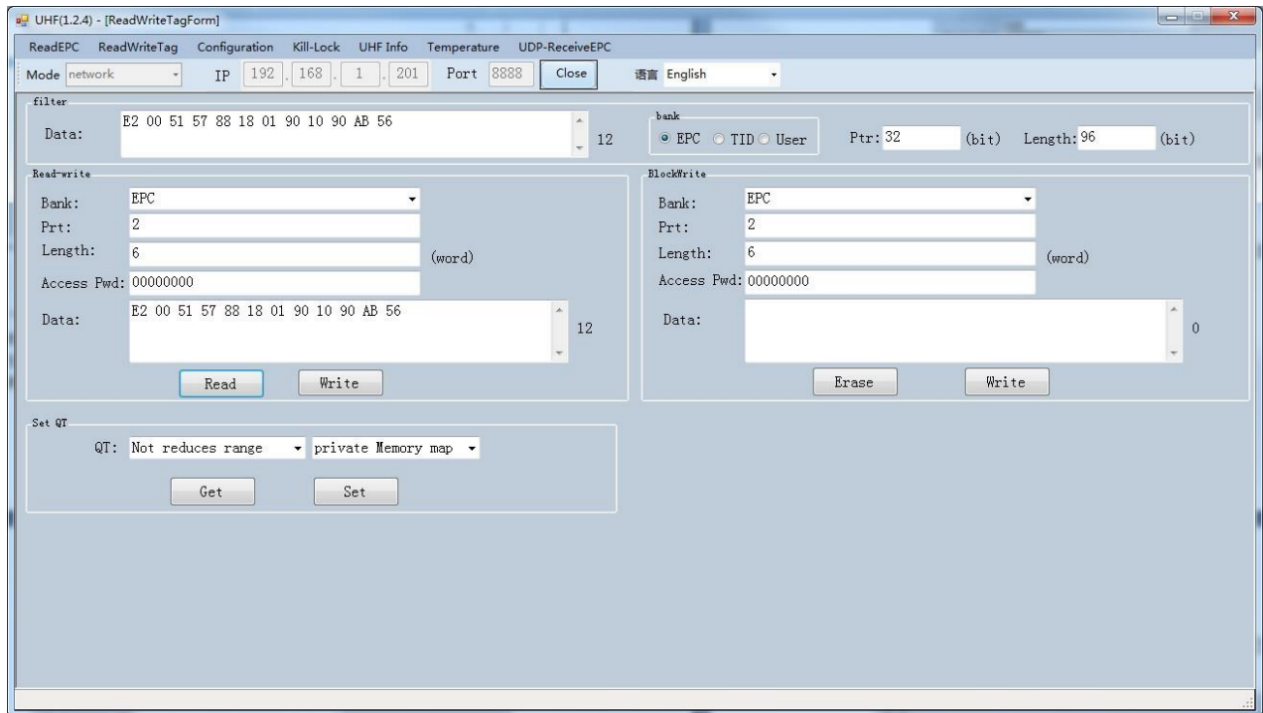 UHF(1.2.4) - [ReadWriteTagForm]
ReadEPC ReadWriteTag Configuration Kill-Lock UHF Info Temperature UDP-ReceiveEPC
Mode network IP 192 . 168 . 1 . 201 Port 8888 Close 语言 English
filter
Data: E2 00 51 57 88 18 01 90 10 90 AB 56 12
bank
EPC TID User Ptr: 32 (bit) Length: 96 (bit)
Read-write
Bank: EPC
Prt: 2
Length: 6 (word)
Access Pwd: 00000000
Data: E2 00 51 57 88 18 01 90 10 90 AB 56 12
Read Write
BlockWrite
Bank: EPC
Prt: 2
Length: 6 (word)
Access Pwd: 00000000
Data: 0
Erase Write
Set QT
QT: Not reduces range private Memory map
Get Set